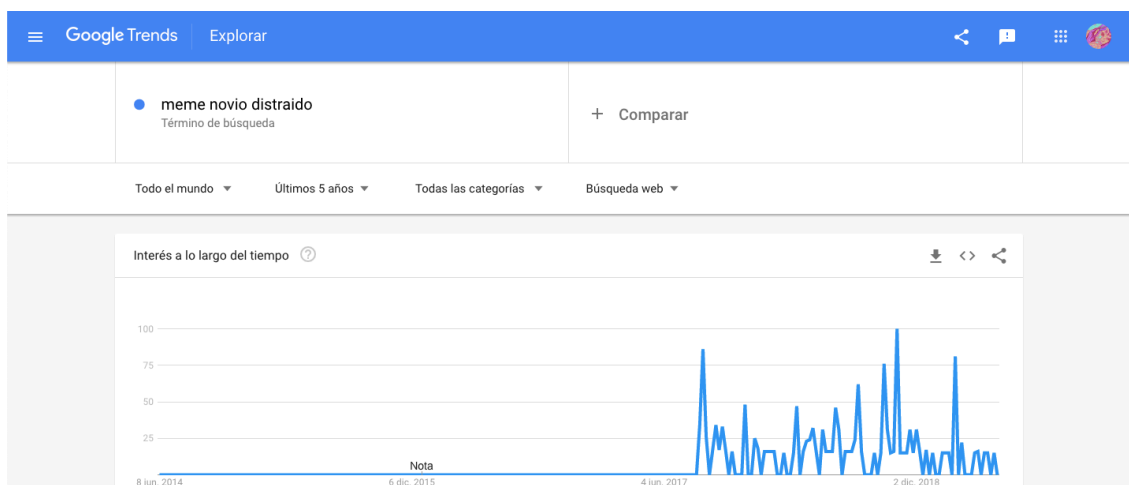 Google Trends Explorar
meme novio distraido
Término de búsqueda
+ Comparar
Todo el mundo Últimos 5 años Todas las categorías Búsqueda web
Interés a lo largo del tiempo ?
100
75
50
25
Nota
8 jun. 2014 6 dic. 2015 4 jun. 2017 2 dic. 2018